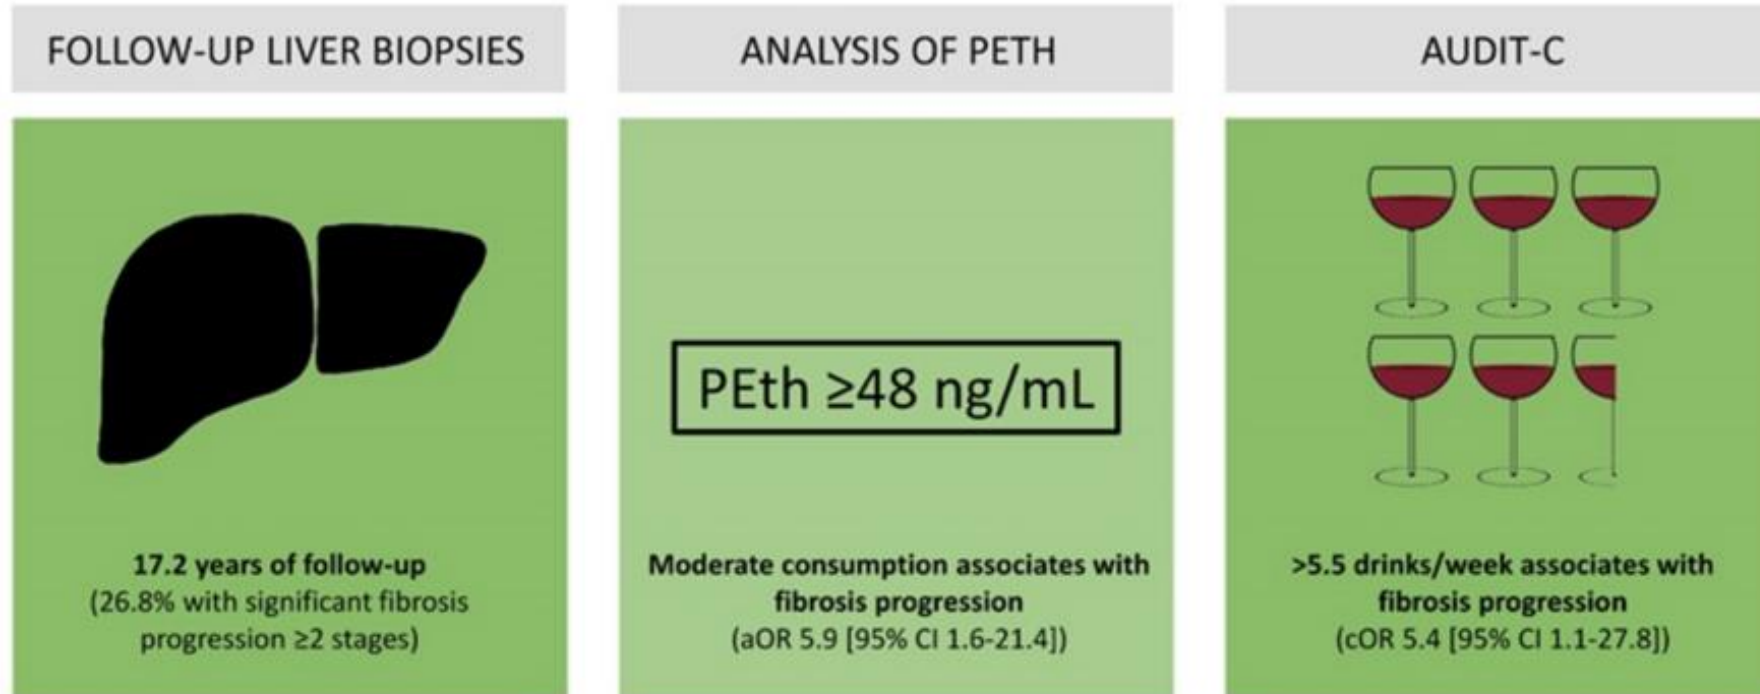 FOLLOW-UP LIVER BIOPSIES
17.2 years of follow-up
(26.8% with significant fibrosis
progression ≥2 stages)
ANALYSIS OF PETH
PEth ≥48 ng/mL
Moderate consumption associates with
fibrosis progression
(aOR 5.9 [95% CI 1.6-21.4])
AUDIT-C
>5.5 drinks/week associates with
fibrosis progression
(cOR 5.4 [95% CI 1.1-27.8])